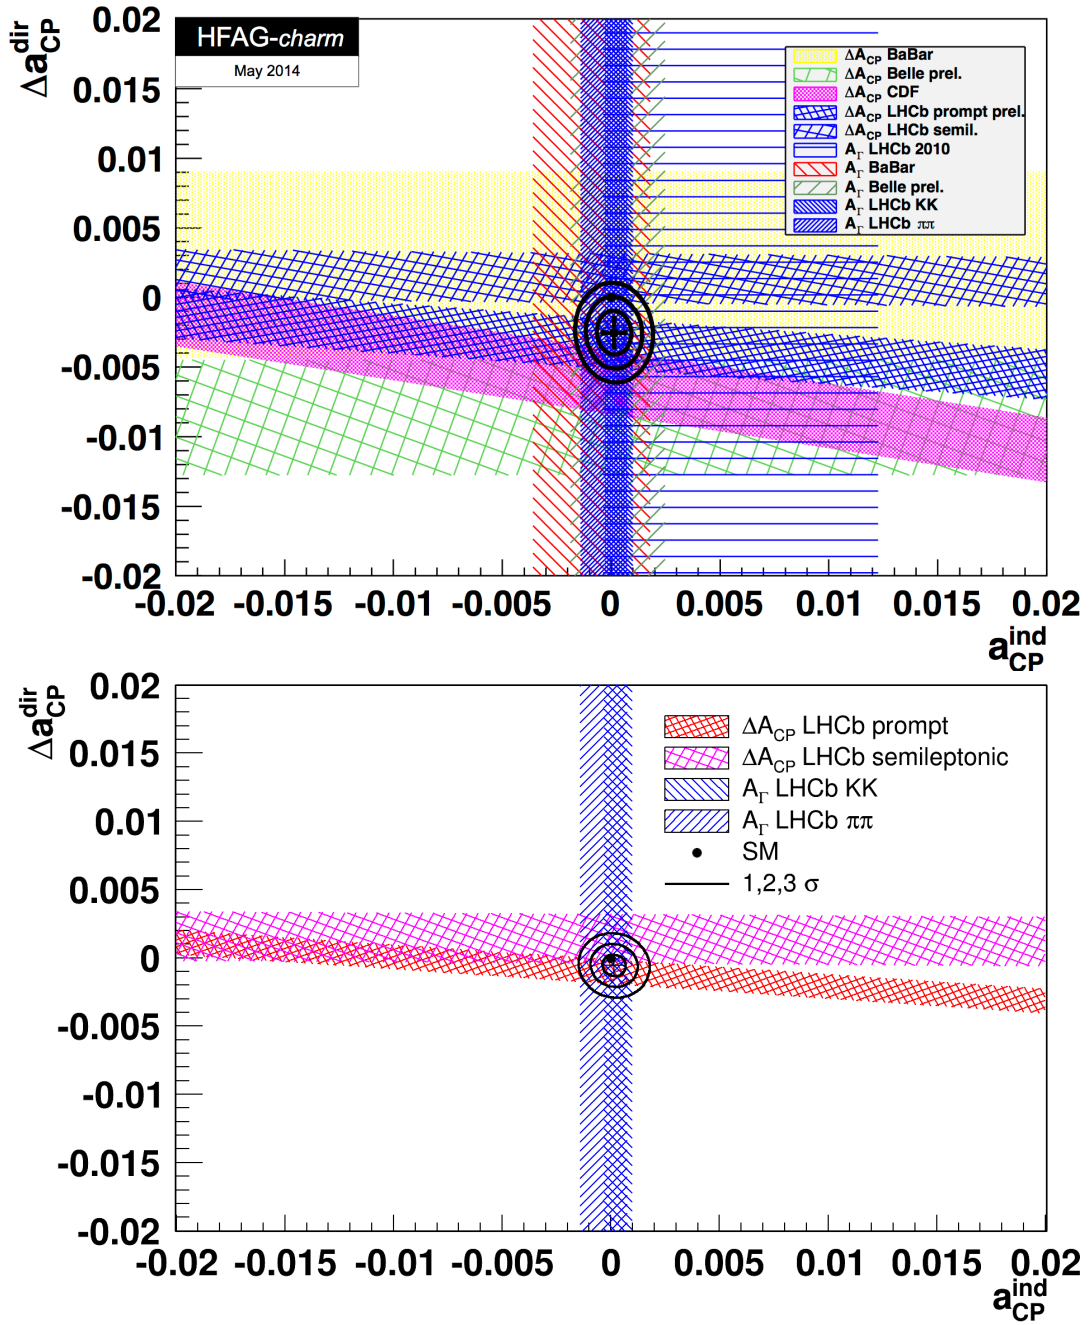 HFAG-charm
May 2014
Δa_CP^dir
0.02
0.015
0.01
0.005
0
-0.005
-0.01
-0.015
-0.02
ΔA_CP BaBar
ΔA_CP Belle prel.
ΔA_CP CDF
ΔA_CP LHCb prompt prel.
ΔA_CP LHCb semil.
A_Γ LHCb 2010
A_Γ BaBar
A_Γ Belle prel.
A_Γ LHCb KK
A_Γ LHCb ππ
-0.02 -0.015 -0.01 -0.005 0 0.005 0.01 0.015 0.02
a_CP^ind
Δa_CP^dir
0.02
0.015
0.01
0.005
0
-0.005
-0.01
-0.015
-0.02
ΔA_CP LHCb prompt
ΔA_CP LHCb semileptonic
A_Γ LHCb KK
A_Γ LHCb ππ
SM
1,2,3 σ
-0.02 -0.015 -0.01 -0.005 0 0.005 0.01 0.015 0.02
a_CP^ind